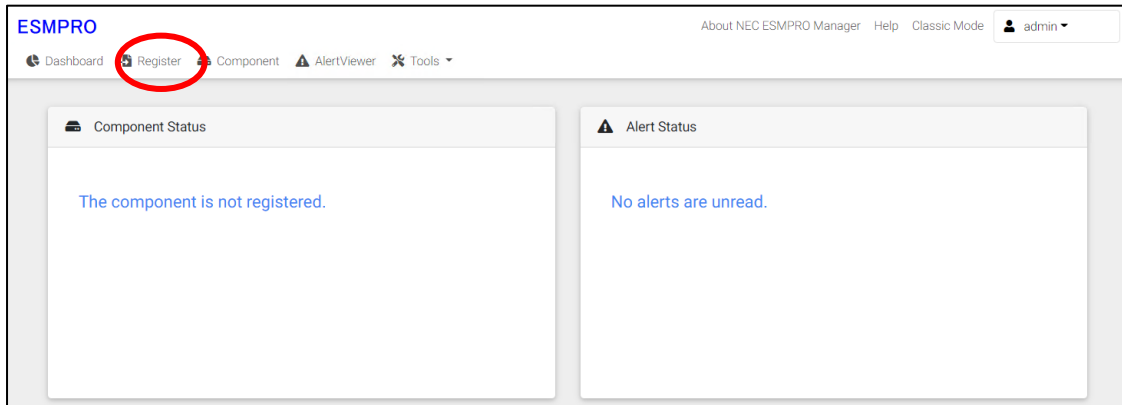 ESMPRO
About NEC ESMPRO Manager Help Classic Mode admin
Dashboard Register Component AlertViewer Tools
Component Status
Alert Status
The component is not registered.
No alerts are unread.